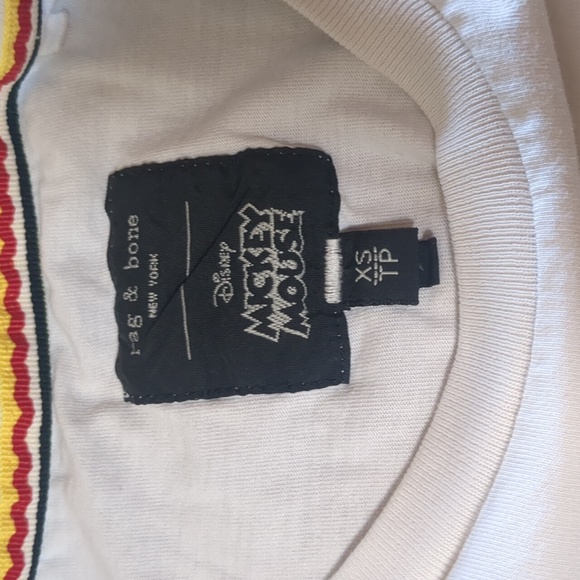 rag & bone
NEW YORK
Disney
MICKEY
MOUSE
XS
TP